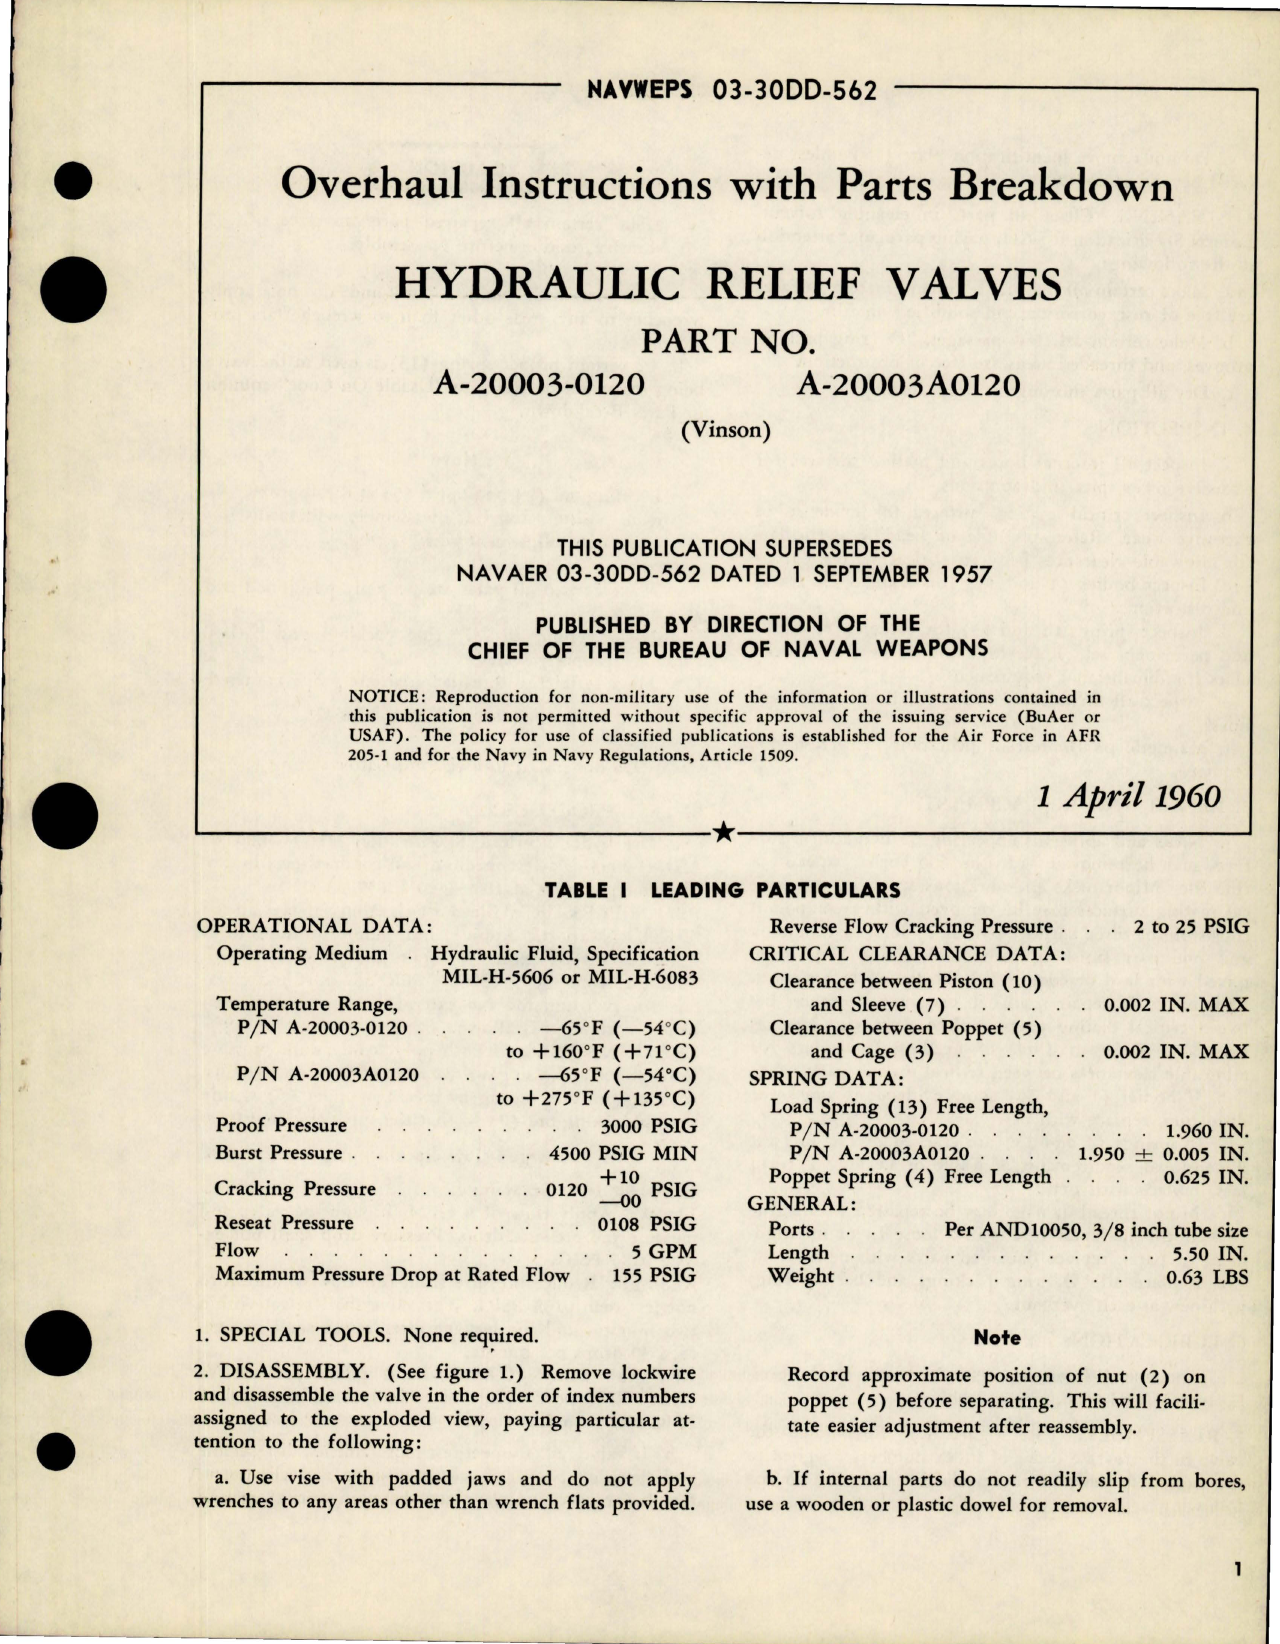 NAVWEPS 03-30DD-562
Overhaul Instructions with Parts Breakdown
HYDRAULIC RELIEF VALVES
PART NO.
A-20003-0120 A-20003A0120
(Vinson)
THIS PUBLICATION SUPERSEDES
NAVAER 03-30DD-562 DATED 1 SEPTEMBER 1957
PUBLISHED BY DIRECTION OF THE
CHIEF OF THE BUREAU OF NAVAL WEAPONS
NOTICE: Reproduction for non-military use of the information or illustrations contained in
this publication is not permitted without specific approval of the issuing service (BuAer or
USAF). The policy for use of classified publications is established for the Air Force in AFR
205-1 and for the Navy in Navy Regulations, Article 1509.
1 April 1960
TABLE I LEADING PARTICULARS
OPERATIONAL DATA:
Operating Medium . Hydraulic Fluid, Specification
MIL-H-5606 or MIL-H-6083
Temperature Range,
P/N A-20003-0120 . . . . . —65°F (—54°C)
to +160°F (+71°C)
P/N A-20003A0120 . . . . —65°F (—54°C)
to +275°F (+135°C)
Proof Pressure . . . . . . . . . 3000 PSIG
Burst Pressure . . . . . . . . 4500 PSIG MIN
Cracking Pressure . . . . . . 0120 +10 —00 PSIG
Reseat Pressure . . . . . . . . . 0108 PSIG
Flow . . . . . . . . . . . . . . 5 GPM
Maximum Pressure Drop at Rated Flow . 155 PSIG
1. SPECIAL TOOLS. None required.
2. DISASSEMBLY. (See figure 1.) Remove lockwire
and disassemble the valve in the order of index numbers
assigned to the exploded view, paying particular at-
tention to the following:
a. Use vise with padded jaws and do not apply
wrenches to any areas other than wrench flats provided.
Reverse Flow Cracking Pressure . . . 2 to 25 PSIG
CRITICAL CLEARANCE DATA:
Clearance between Piston (10)
and Sleeve (7) . . . . . . 0.002 IN. MAX
Clearance between Poppet (5)
and Cage (3) . . . . . . 0.002 IN. MAX
SPRING DATA:
Load Spring (13) Free Length,
P/N A-20003-0120 . . . . . . . . 1.960 IN.
P/N A-20003A0120 . . . . 1.950 ± 0.005 IN.
Poppet Spring (4) Free Length . . . . 0.625 IN.
GENERAL:
Ports . . . . . Per AND10050, 3/8 inch tube size
Length . . . . . . . . . . . . . 5.50 IN.
Weight . . . . . . . . . . . . . 0.63 LBS
Note
Record approximate position of nut (2) on
poppet (5) before separating. This will facili-
tate easier adjustment after reassembly.
b. If internal parts do not readily slip from bores,
use a wooden or plastic dowel for removal.
1